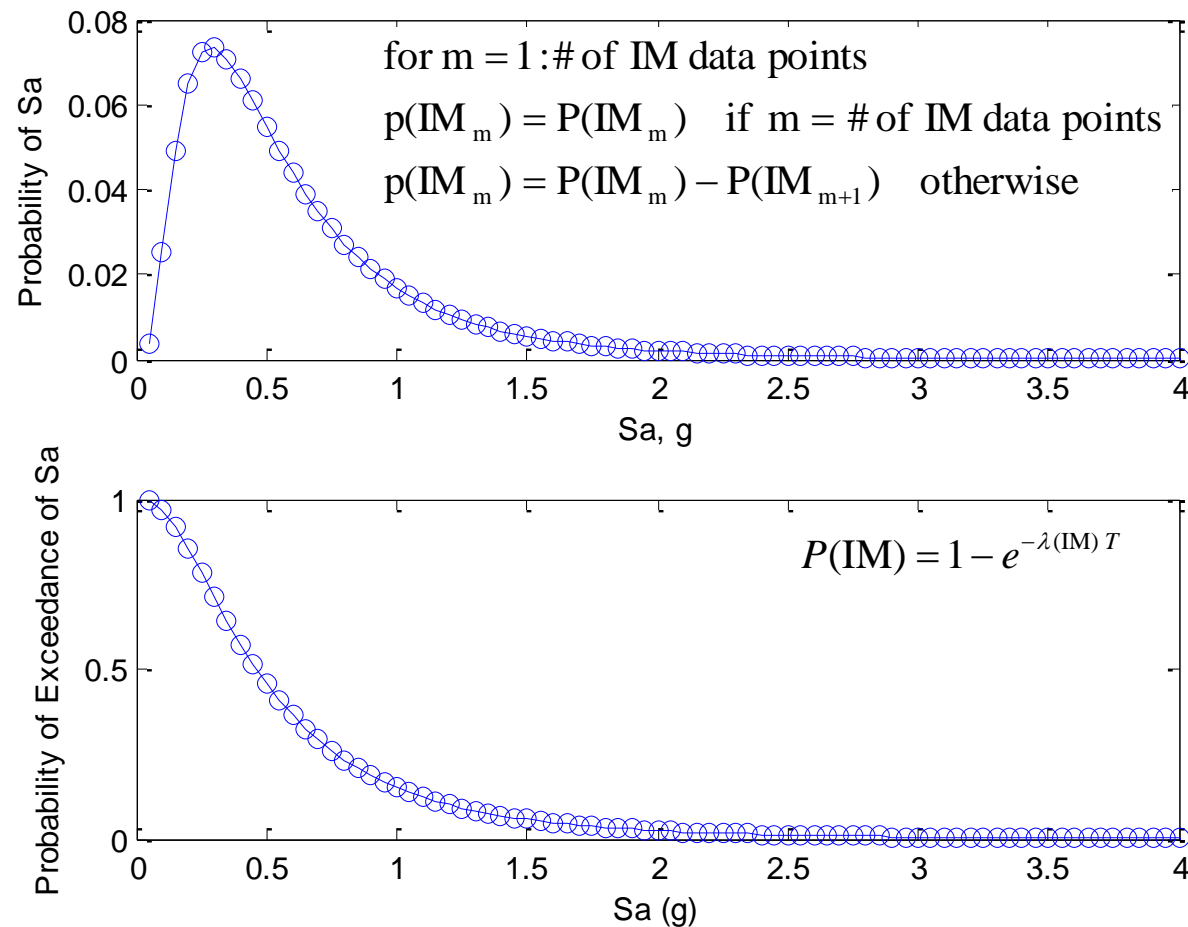 0.08
for m = 1:# of IM data points
0.06
p(IM_m) = P(IM_m) if m = # of IM data points
0.04
p(IM_m) = P(IM_m) − P(IM_{m+1}) otherwise
0.02
0
Probability of Sa
0 0.5 1 1.5 2 2.5 3 3.5 4
Sa, g
1
P(IM) = 1 − e^{−λ(IM) T}
0.5
0
Probability of Exceedance of Sa
0 0.5 1 1.5 2 2.5 3 3.5 4
Sa (g)